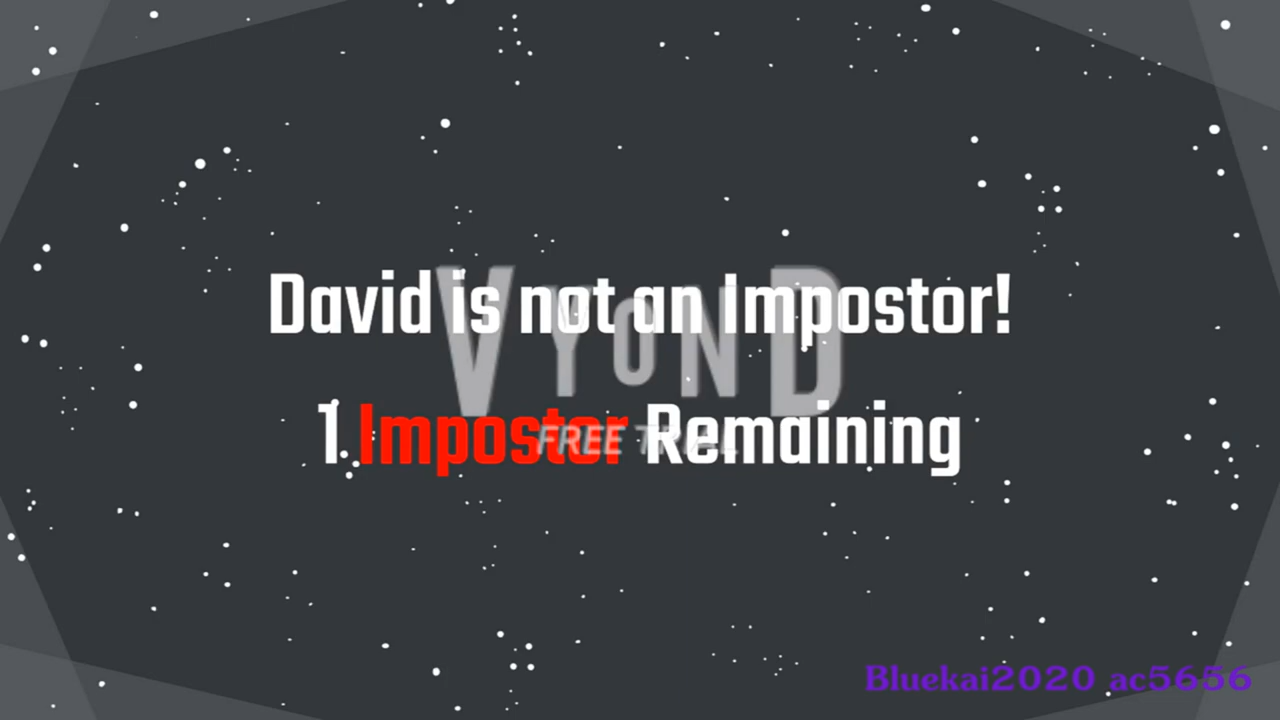 David is not an Impostor!
VYOND
1 Impostor Remaining
FREE TRIAL
Bluekai2020 ac5656